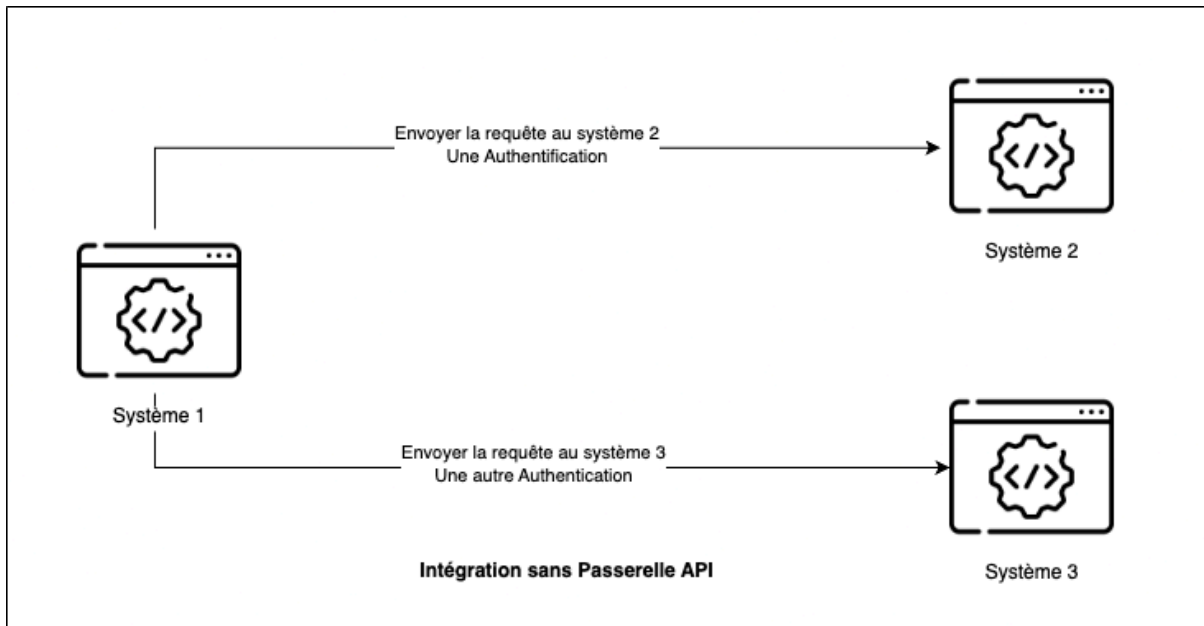 Envoyer la requête au système 2
Une Authentification
Système 2
Système 1
Envoyer la requête au système 3
Une autre Authentication
Intégration sans Passerelle API
Système 3